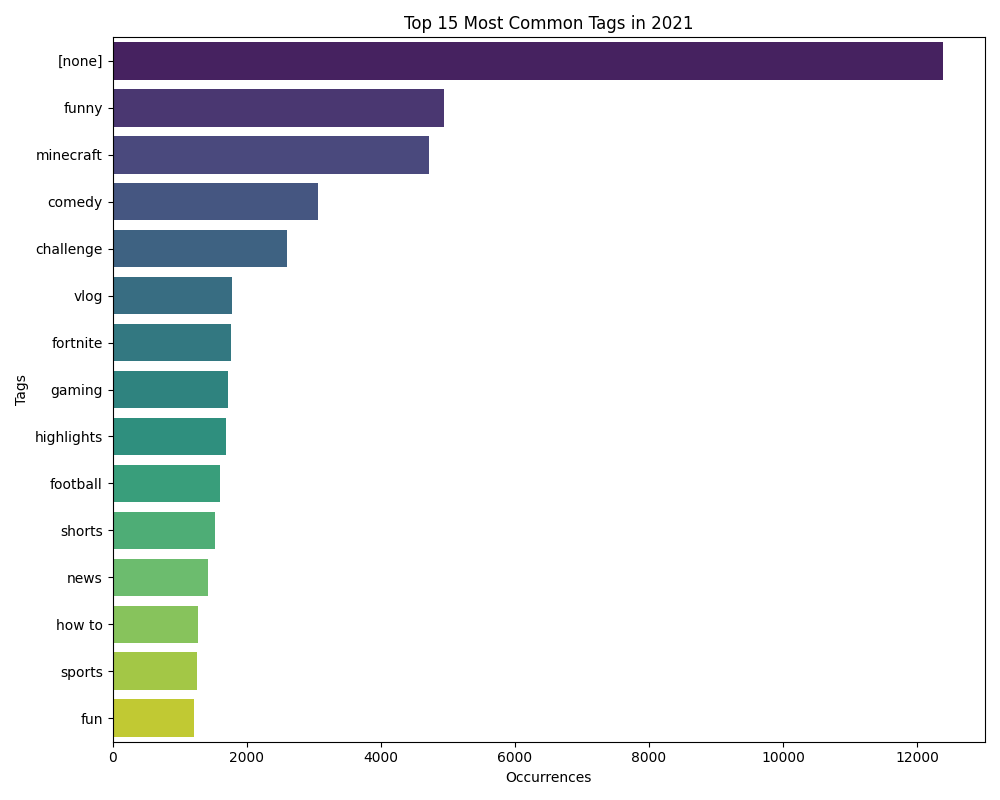 Top 15 Most Common Tags in 2021
Tags
[none]
funny
minecraft
comedy
challenge
vlog
fortnite
gaming
highlights
football
shorts
news
how to
sports
fun
0 2000 4000 6000 8000 10000 12000
Occurrences